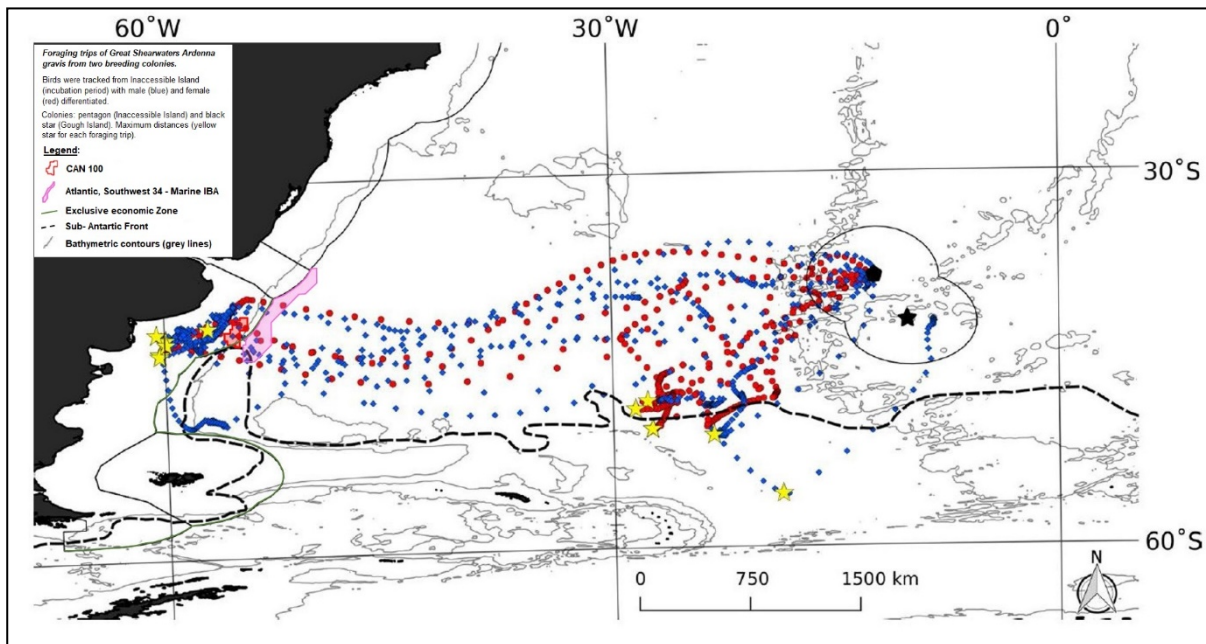 60˚W
30˚W
0˚
Foraging trips of Great Shearwaters Ardenna
gravis from two breeding colonies.
Birds were tracked from Inaccessible Island
(incubation period) with male (blue) and female
(red) differentiated.
Colonies: pentagon (Inaccessible Island) and black
star (Gough Island). Maximum distances (yellow
star for each foraging trip).
Legend:
CAN 100
Atlantic, Southwest 34 - Marine IBA
Exclusive economic Zone
Sub- Antartic Front
Bathymetric contours (grey lines)
30˚S
60˚S
0
750
1500 km
N